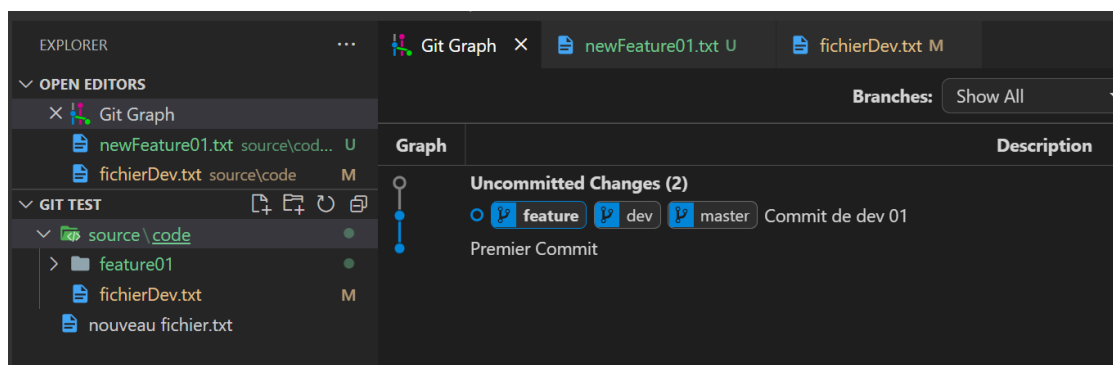 EXPLORER ...
OPEN EDITORS
Git Graph
newFeature01.txt source\cod... U
fichierDev.txt source\code M
GIT TEST
source\code
feature01
fichierDev.txt M
nouveau fichier.txt
Git Graph newFeature01.txt U fichierDev.txt M
Branches: Show All
Graph Description
Uncommitted Changes (2)
feature dev master Commit de dev 01
Premier Commit